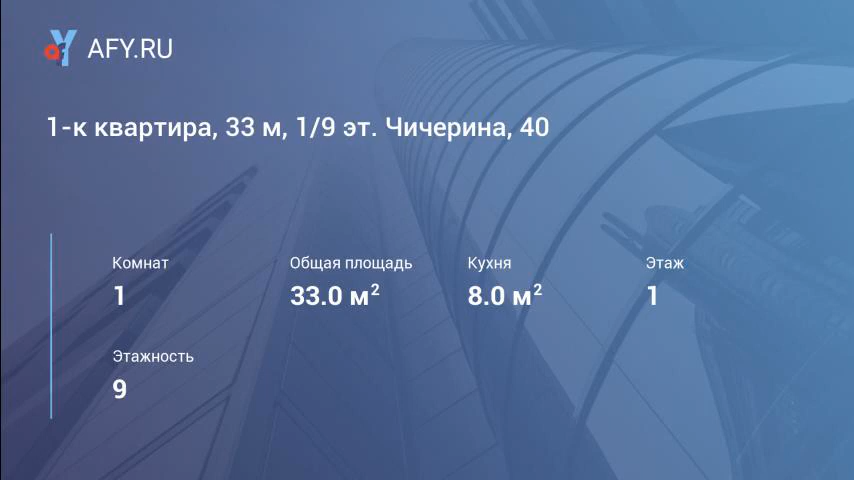 AFY.RU
1-к квартира, 33 м, 1/9 эт. Чичерина, 40
Комнат
1
Общая площадь
33.0 м²
Кухня
8.0 м²
Этаж
1
Этажность
9